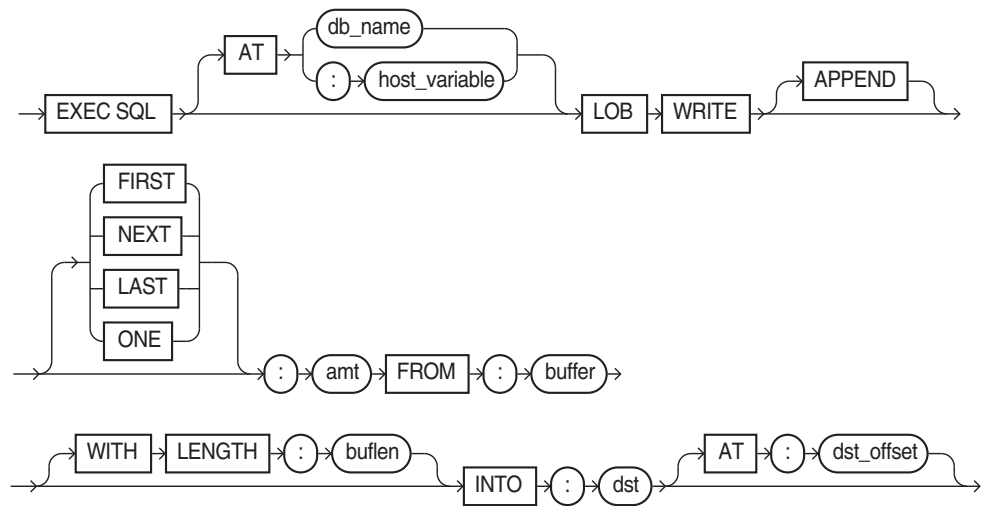 db_name
AT
: host_variable
APPEND
EXEC SQL LOB WRITE
FIRST
NEXT
LAST
ONE
: amt FROM : buffer
WITH LENGTH : buflen AT : dst_offset
INTO : dst